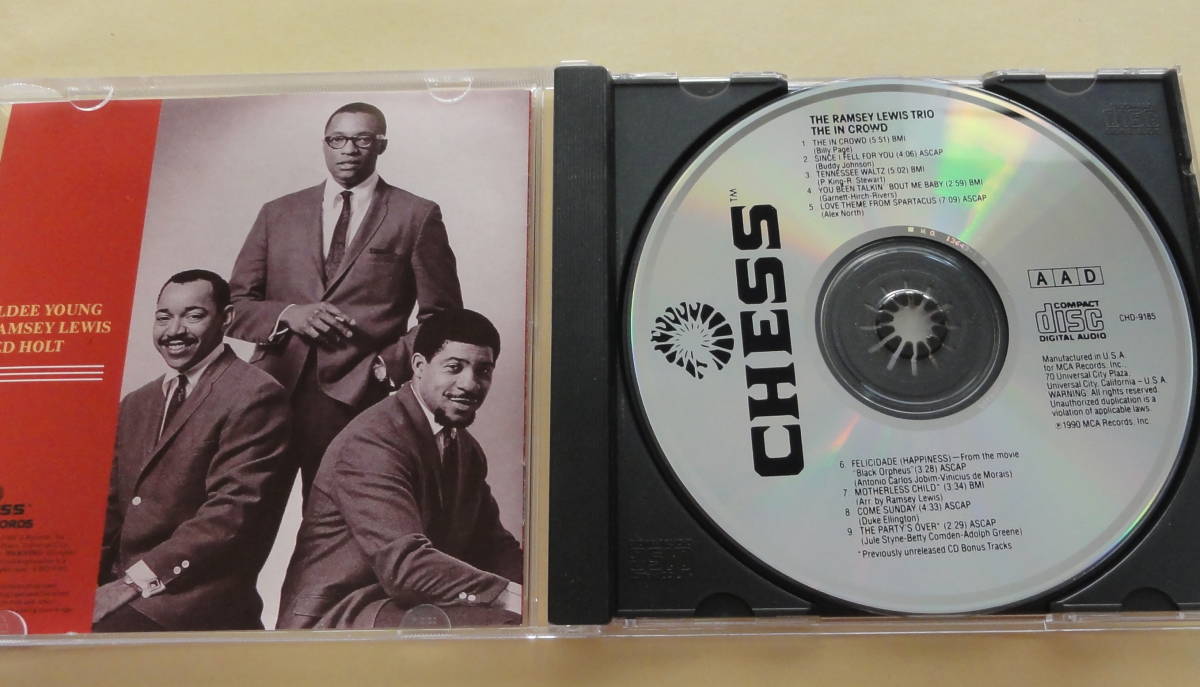 LDEE YOUNG
RAMSEY LEWIS
ED HOLT
ESS
CORDS
CHESS
TM
THE RAMSEY LEWIS TRIO
THE IN CROWD
1 THE IN CROWD (5:51) BMI
(Billy Page)
2. SINCE I FELL FOR YOU (4:06) ASCAP
(Buddy Johnson)
3 TENNESSEE WALTZ (5:02) BMI
(P. King-R. Stewart)
4 YOU BEEN TALKIN' 'BOUT ME BABY (2:59) BMI
(Garnett-Hirch-Rivers)
5 LOVE THEME FROM SPARTACUS (7:09) ASCAP
(Alex North)
AAD
COMPACT
disc
DIGITAL AUDIO
CHD-9185
Manufactured in U.S.A.
for MCA Records, Inc.,
70 Universal City Plaza,
Universal City, California - U.S.A.
WARNING: All rights reserved.
Unauthorized duplication is a
violation of applicable laws.
℗1990 MCA Records, Inc.
6. FELICIDADE (HAPPINESS)—From the movie
"Black Orpheus" (3:28) ASCAP
(Antonio Carlos Jobim-Vinicius de Morais)
7 MOTHERLESS CHILD* (3:34) BMI
(Arr. by Ramsey Lewis)
8 COME SUNDAY (4:33) ASCAP
(Duke Ellington)
9 THE PARTY'S OVER* (2:29) ASCAP
(Jule Styne-Betty Comden-Adolph Greene)
*Previously unreleased CD Bonus Tracks